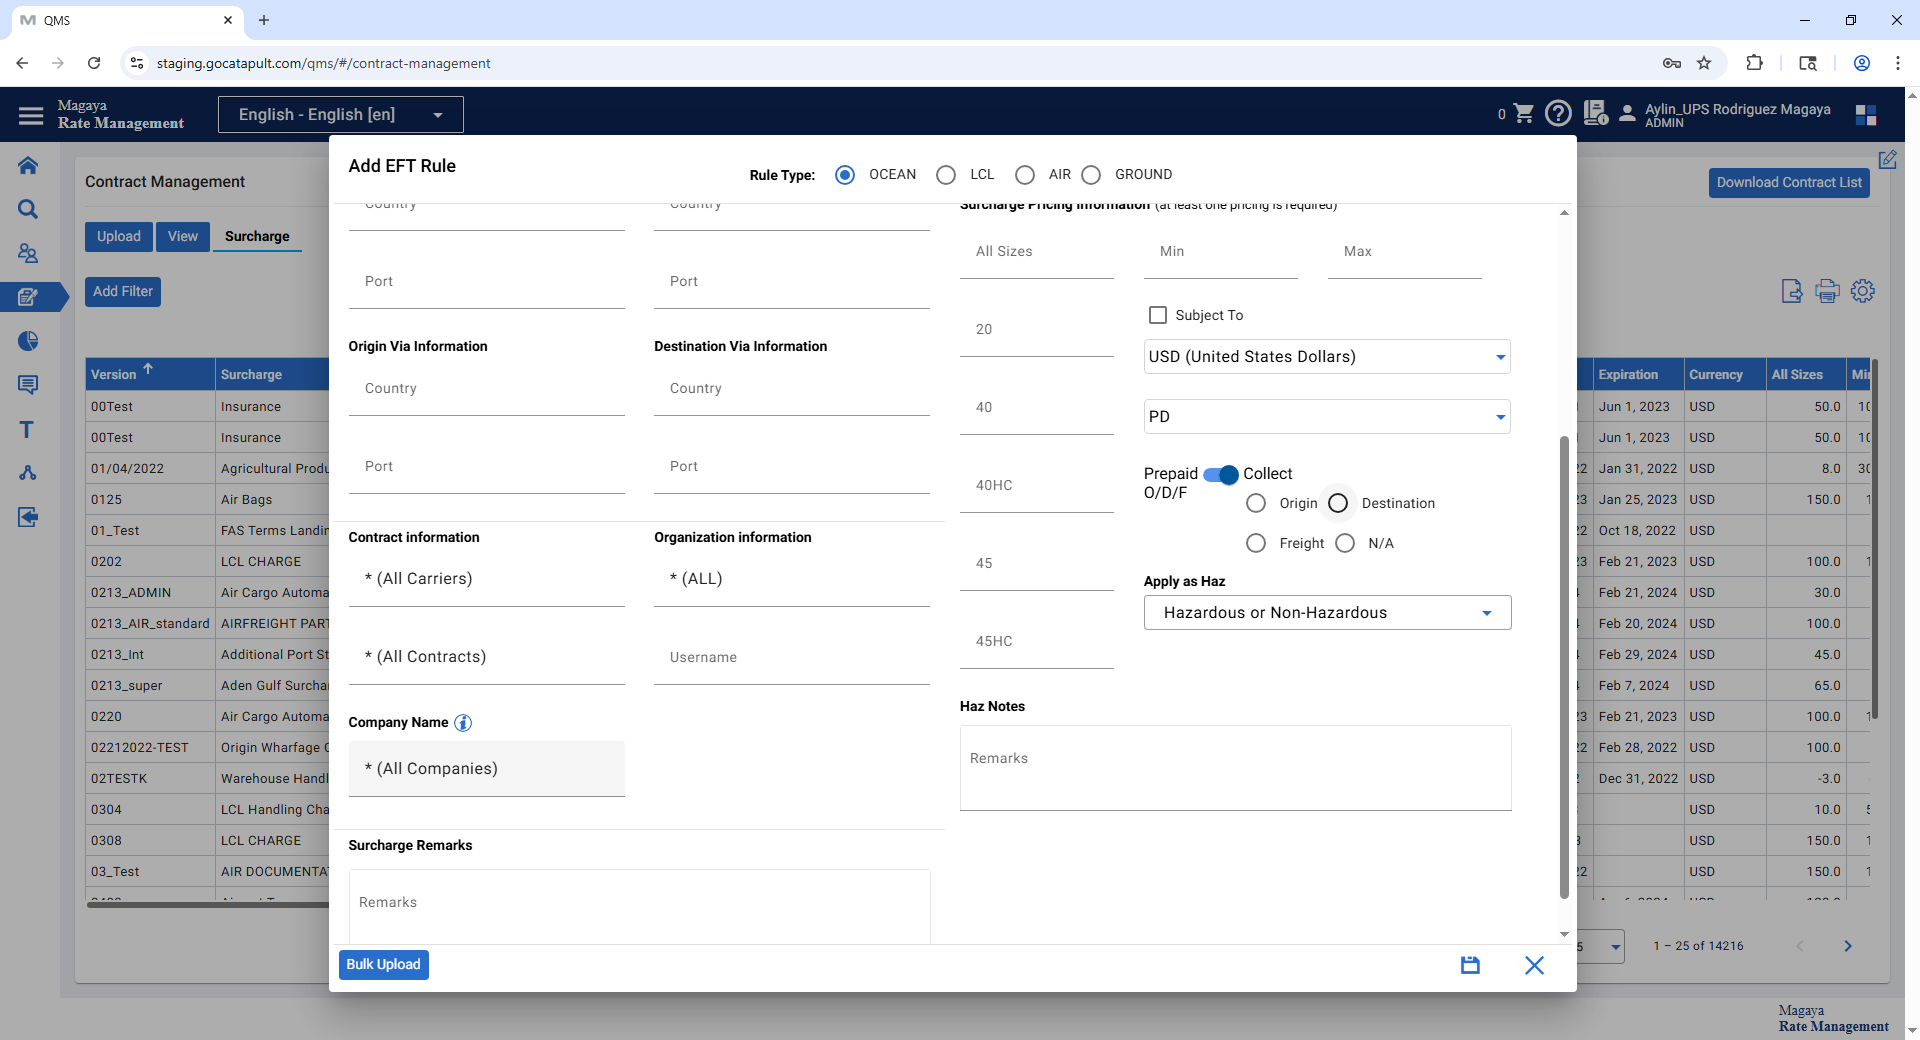 QMS
staging.gocatapult.com/qms/#/contract-management
Magaya
Rate Management
English - English [en]
0
Aylin_UPS Rodriguez Magaya
ADMIN
Contract Management
Download Contract List
Upload
View
Surcharge
Add Filter
Add EFT Rule
Rule Type:
OCEAN
LCL
AIR
GROUND
Country
Country
Port
Port
Origin Via Information
Destination Via Information
Country
Country
Port
Port
Contract information
Organization information
* (All Carriers)
* (ALL)
* (All Contracts)
Username
Company Name
* (All Companies)
Surcharge Remarks
Remarks
Surcharge Pricing Information (at least one pricing is required)
All Sizes
Min
Max
20
Subject To
USD (United States Dollars)
40
PD
40HC
Prepaid
Collect
O/D/F
Origin
Destination
Freight
N/A
45
Apply as Haz
Hazardous or Non-Hazardous
45HC
Haz Notes
Remarks
Bulk Upload
Version Surcharge Expiration Currency All Sizes Min
00Test Insurance Jun 1, 2023 USD 50.0 10
00Test Insurance Jun 1, 2023 USD 50.0 10
01/04/2022 Agricultural Produ 22 Jan 31, 2022 USD 8.0 30
0125 Air Bags Jan 25, 2023 USD 150.0 1
01_Test FAS Terms Landin 22 Oct 18, 2022 USD
0202 LCL CHARGE 23 Feb 21, 2023 USD 100.0 1
0213_ADMIN Air Cargo Automa Feb 21, 2024 USD 30.0
0213_AIR_standard AIRFREIGHT PART Feb 20, 2024 USD 100.0
0213_Int Additional Port St Feb 29, 2024 USD 45.0
0213_super Aden Gulf Surcha Feb 7, 2024 USD 65.0
0220 Air Cargo Automa 23 Feb 21, 2023 USD 100.0 1
02212022-TEST Origin Wharfage C 22 Feb 28, 2022 USD 100.0
02TESTK Warehouse Handl 2 Dec 31, 2022 USD -3.0
0304 LCL Handling Cha USD 10.0 5
0308 LCL CHARGE 3 USD 150.0 1
03_Test AIR DOCUMENTA 22 USD 150.0 1
5
1 – 25 of 14216
Magaya
Rate Management